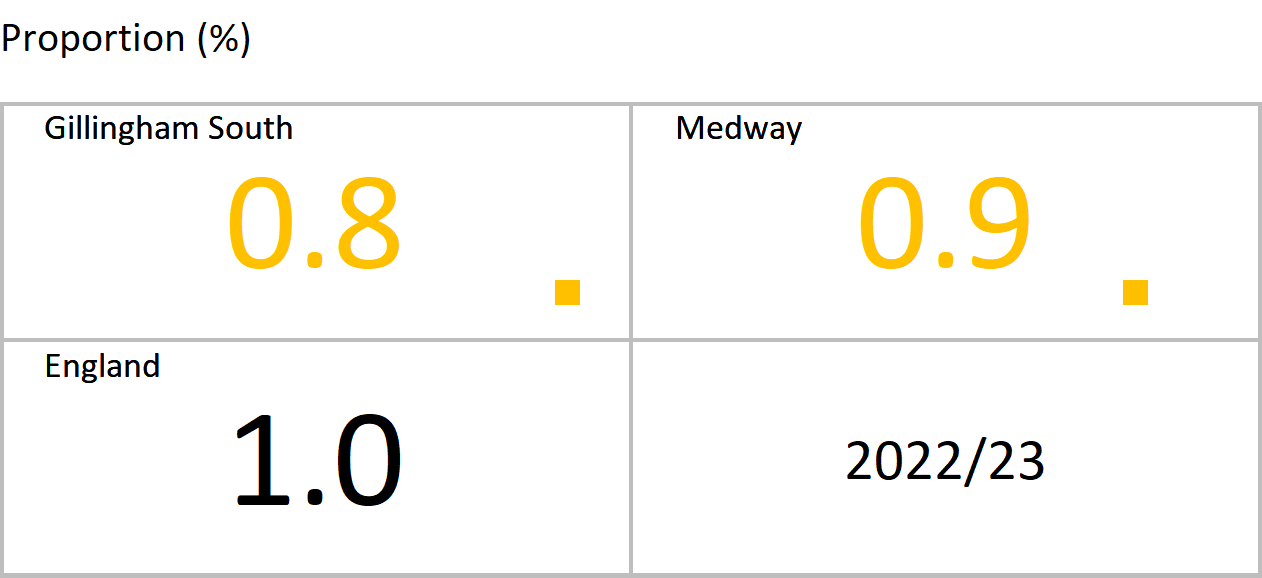 Proportion (%)
Gillingham South
0.8
Medway
0.9
England
1.0
2022/23